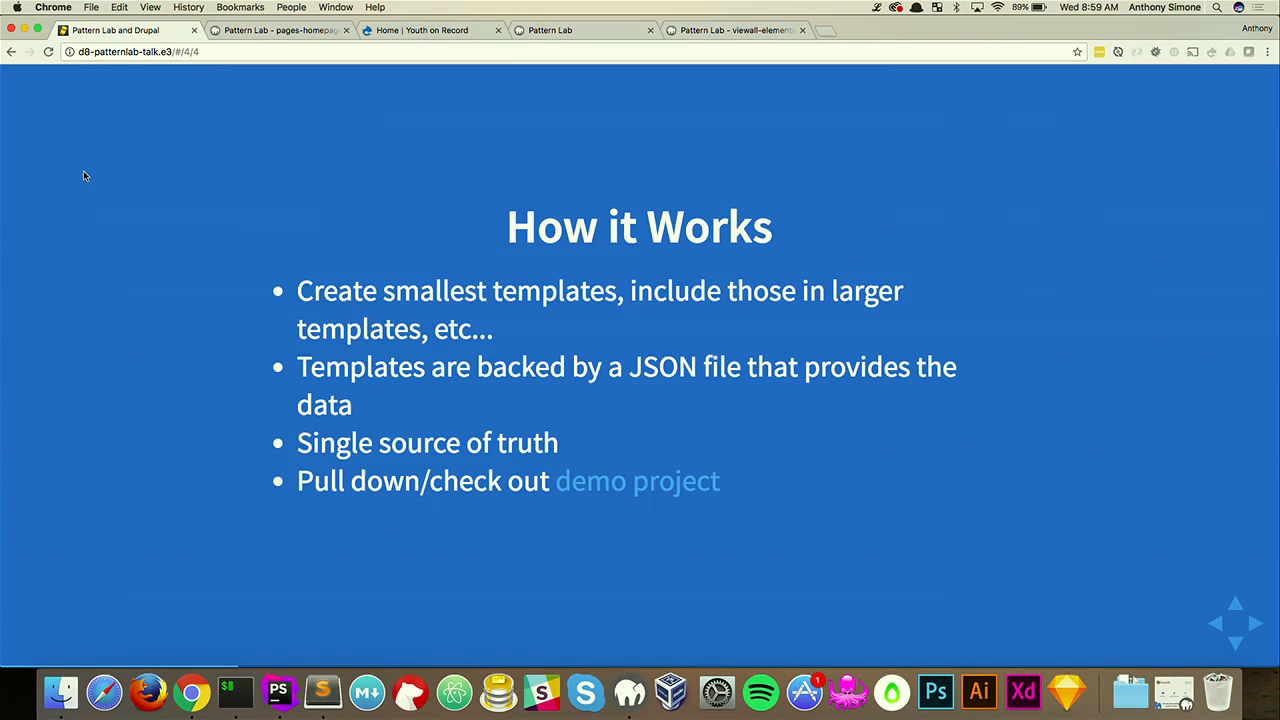 Chrome File Edit View History Bookmarks People Window Help 89% Wed 8:59 AM Anthony Simone
Pattern Lab and Drupal Pattern Lab - pages-homepag Home | Youth on Record Pattern Lab Pattern Lab - viewall-elements Anthony
d8-patternlab-talk.e3/#/4/4
How it Works
• Create smallest templates, include those in larger
templates, etc...
• Templates are backed by a JSON file that provides the
data
• Single source of truth
• Pull down/check out demo project
$ PS S M 1 Ps Ai Xd